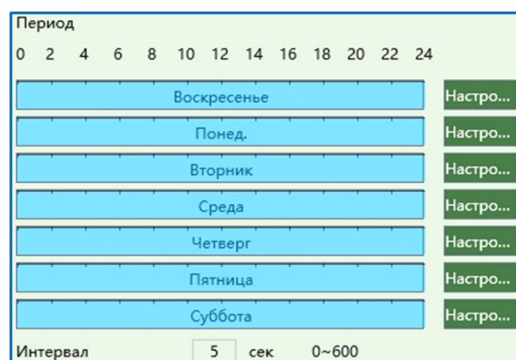 Период
0 2 4 6 8 10 12 14 16 18 20 22 24
Воскресенье Настро...
Понед. Настро...
Вторник Настро...
Среда Настро...
Четверг Настро...
Пятница Настро...
Суббота Настро...
Интервал 5 сек 0~600